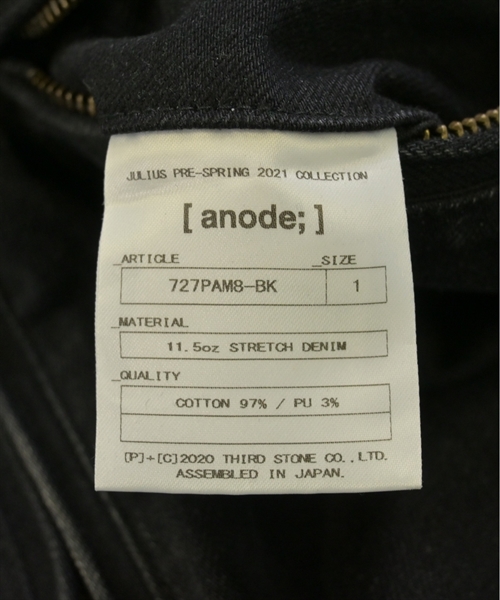 JULIUS PRE-SPRING 2021 COLLECTION
[ anode; ]
_ARTICLE _SIZE
727PAM8-BK 1
_MATERIAL
11.5oz STRETCH DENIM
_QUALITY
COTTON 97% / PU 3%
[P]+[C]2020 THIRD STONE CO.,LTD.
ASSEMBLED IN JAPAN.